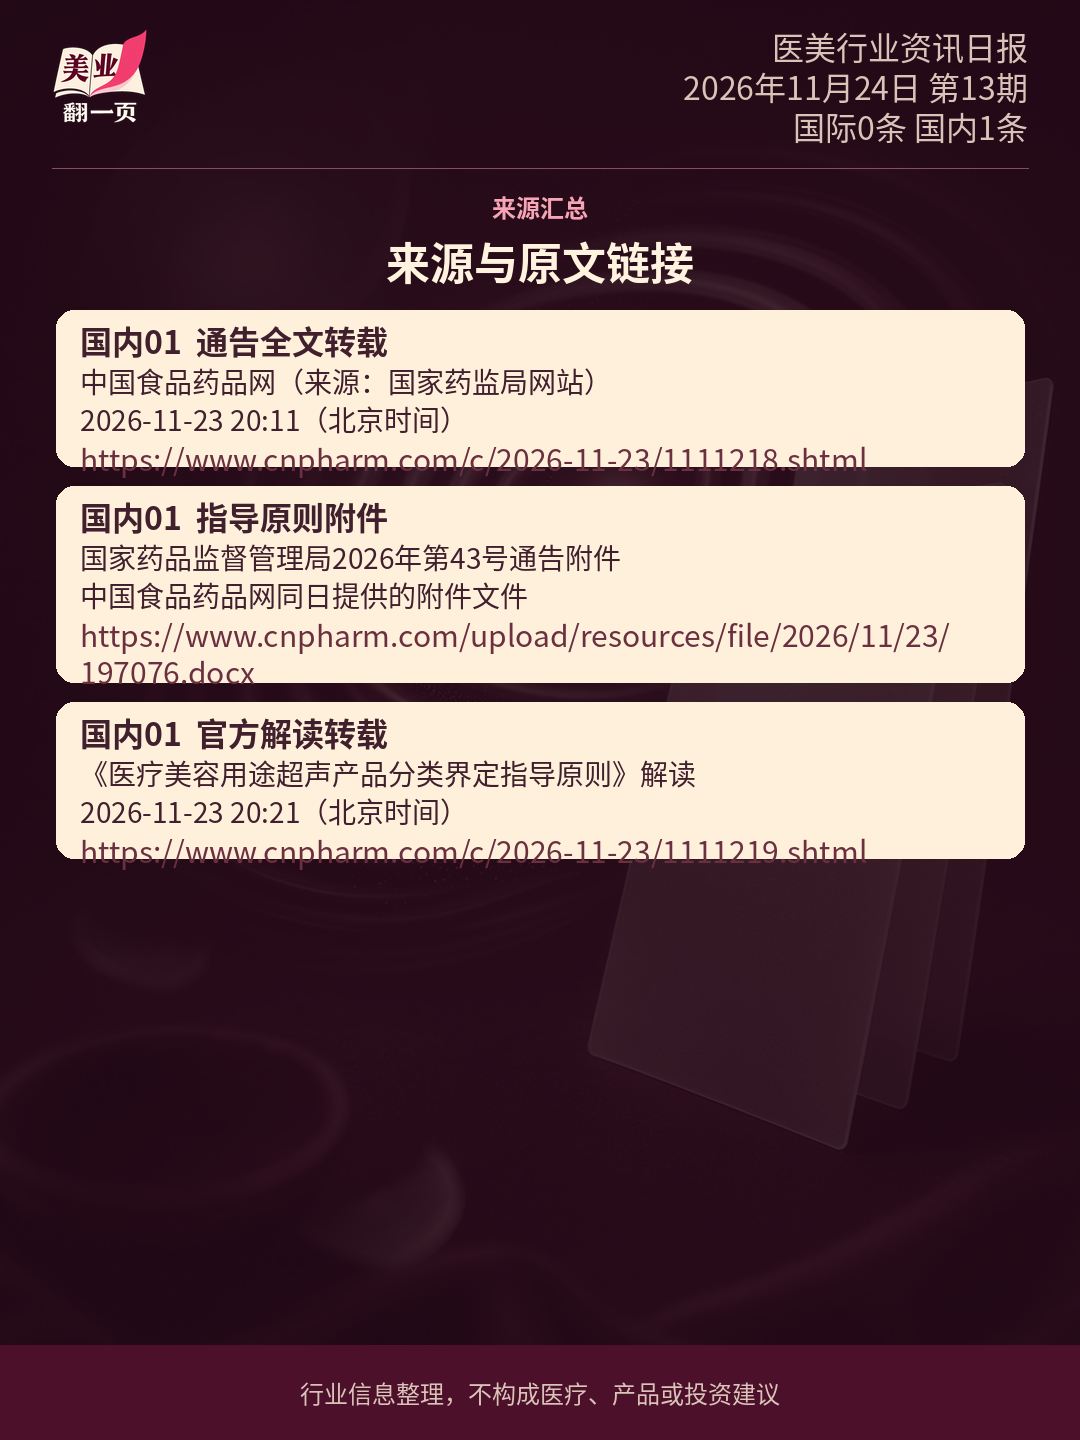 美业
翻一页
医美行业资讯日报
2026年11月24日 第13期
国际0条 国内1条
来源汇总
来源与原文链接
国内01 通告全文转载
中国食品药品网（来源：国家药监局网站）
2026-11-23 20:11（北京时间）
https://www.cnpharm.com/c/2026-11-23/1111218.shtml
国内01 指导原则附件
国家药品监督管理局2026年第43号通告附件
中国食品药品网同日提供的附件文件
https://www.cnpharm.com/upload/resources/file/2026/11/23/
197076.docx
国内01 官方解读转载
《医疗美容用途超声产品分类界定指导原则》解读
2026-11-23 20:21（北京时间）
https://www.cnpharm.com/c/2026-11-23/1111219.shtml
行业信息整理，不构成医疗、产品或投资建议